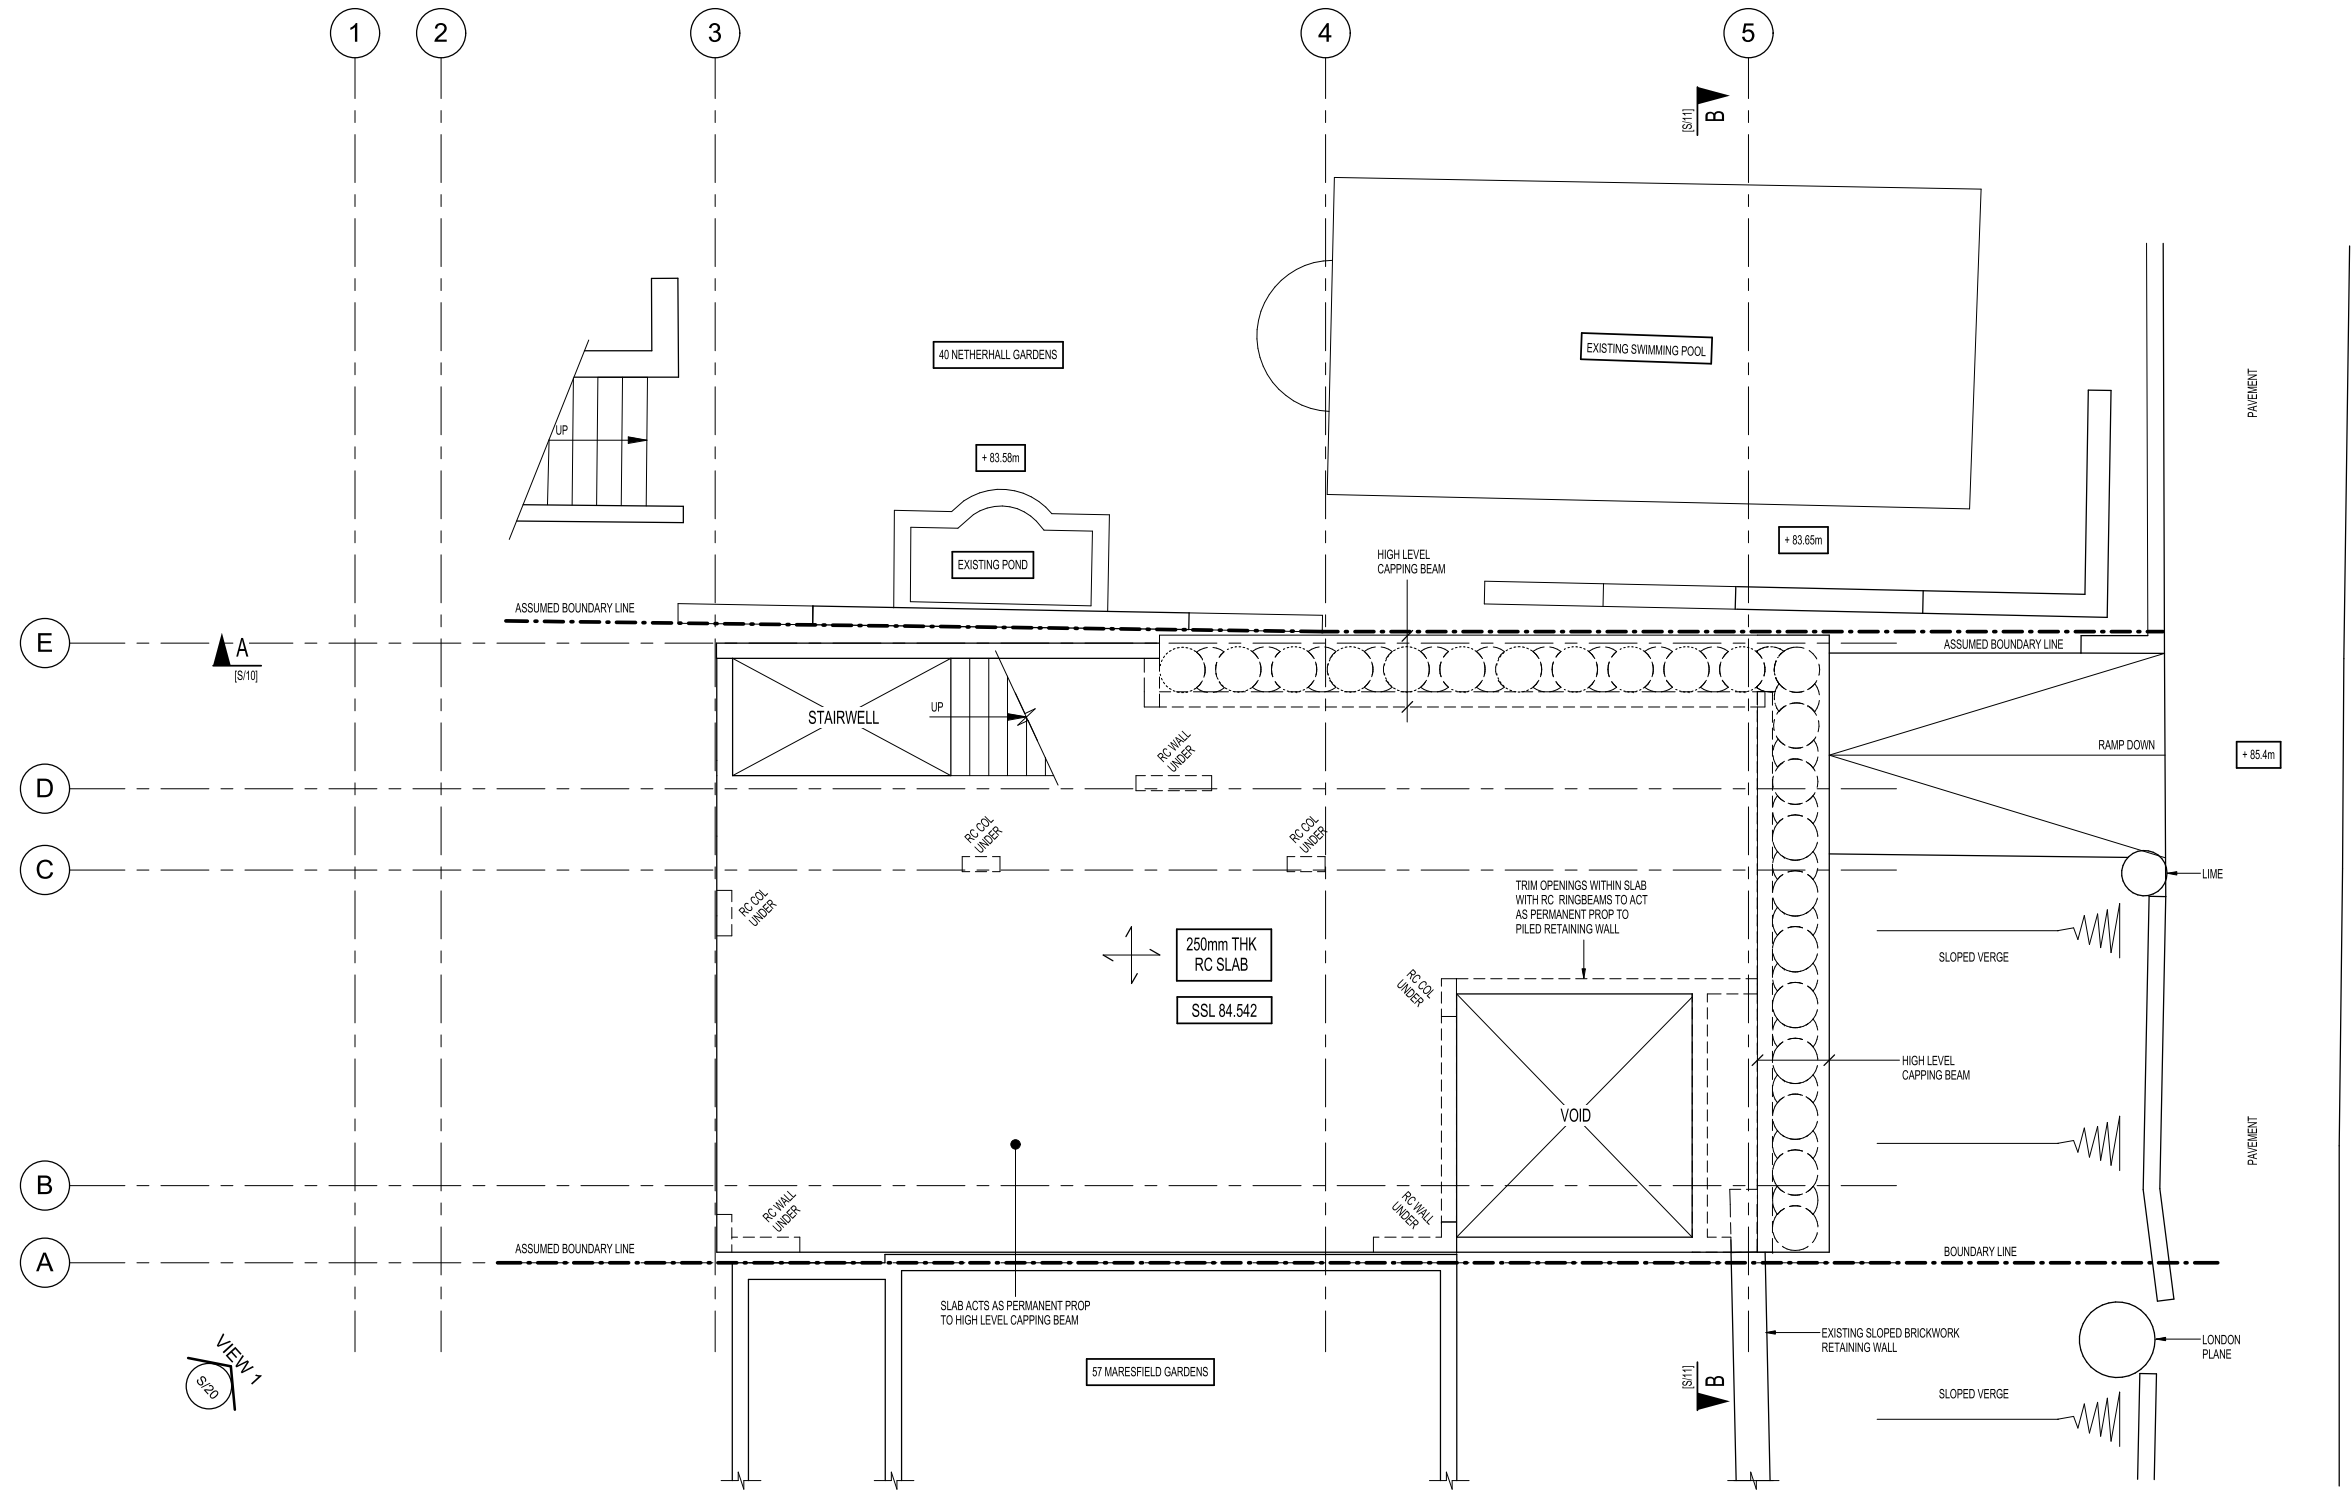 1
2
3
4
5
[S/11]
B
40 NETHERHALL GARDENS
EXISTING SWIMMING POOL
PAVEMENT
UP
+ 83.58m
+ 83.65m
HIGH LEVEL
CAPPING BEAM
EXISTING POND
ASSUMED BOUNDARY LINE
E
A
[S/10]
ASSUMED BOUNDARY LINE
STAIRWELL
UP
RC WALL
UNDER
RAMP DOWN
+ 85.4m
D
RC COL
UNDER
RC COL
UNDER
C
LIME
RC COL
UNDER
TRIM OPENINGS WITHIN SLAB
WITH RC RINGBEAMS TO ACT
AS PERMANENT PROP TO
PILED RETAINING WALL
250mm THK
RC SLAB
SLOPED VERGE
RC COL
UNDER
SSL 84.542
HIGH LEVEL
CAPPING BEAM
VOID
PAVEMENT
B
RC WALL
UNDER
RC WALL
UNDER
ASSUMED BOUNDARY LINE
BOUNDARY LINE
A
SLAB ACTS AS PERMANENT PROP
TO HIGH LEVEL CAPPING BEAM
EXISTING SLOPED BRICKWORK
RETAINING WALL
LONDON
PLANE
VIEW 1
S/20
57 MARESFIELD GARDENS
[S/11]
B
SLOPED VERGE